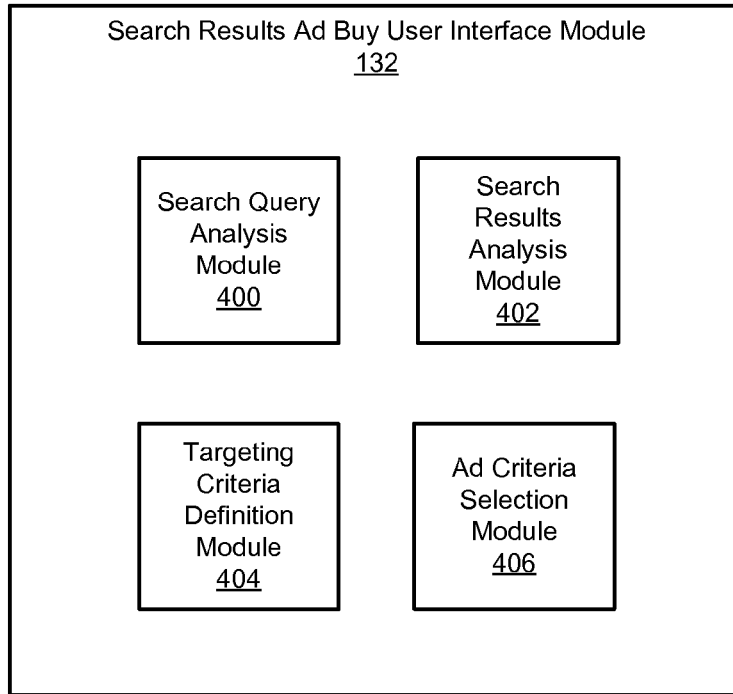 Search Results Ad Buy User Interface Module
132
Search Query
Analysis
Module
400
Search
Results
Analysis
Module
402
Targeting
Criteria
Definition
Module
404
Ad Criteria
Selection
Module
406